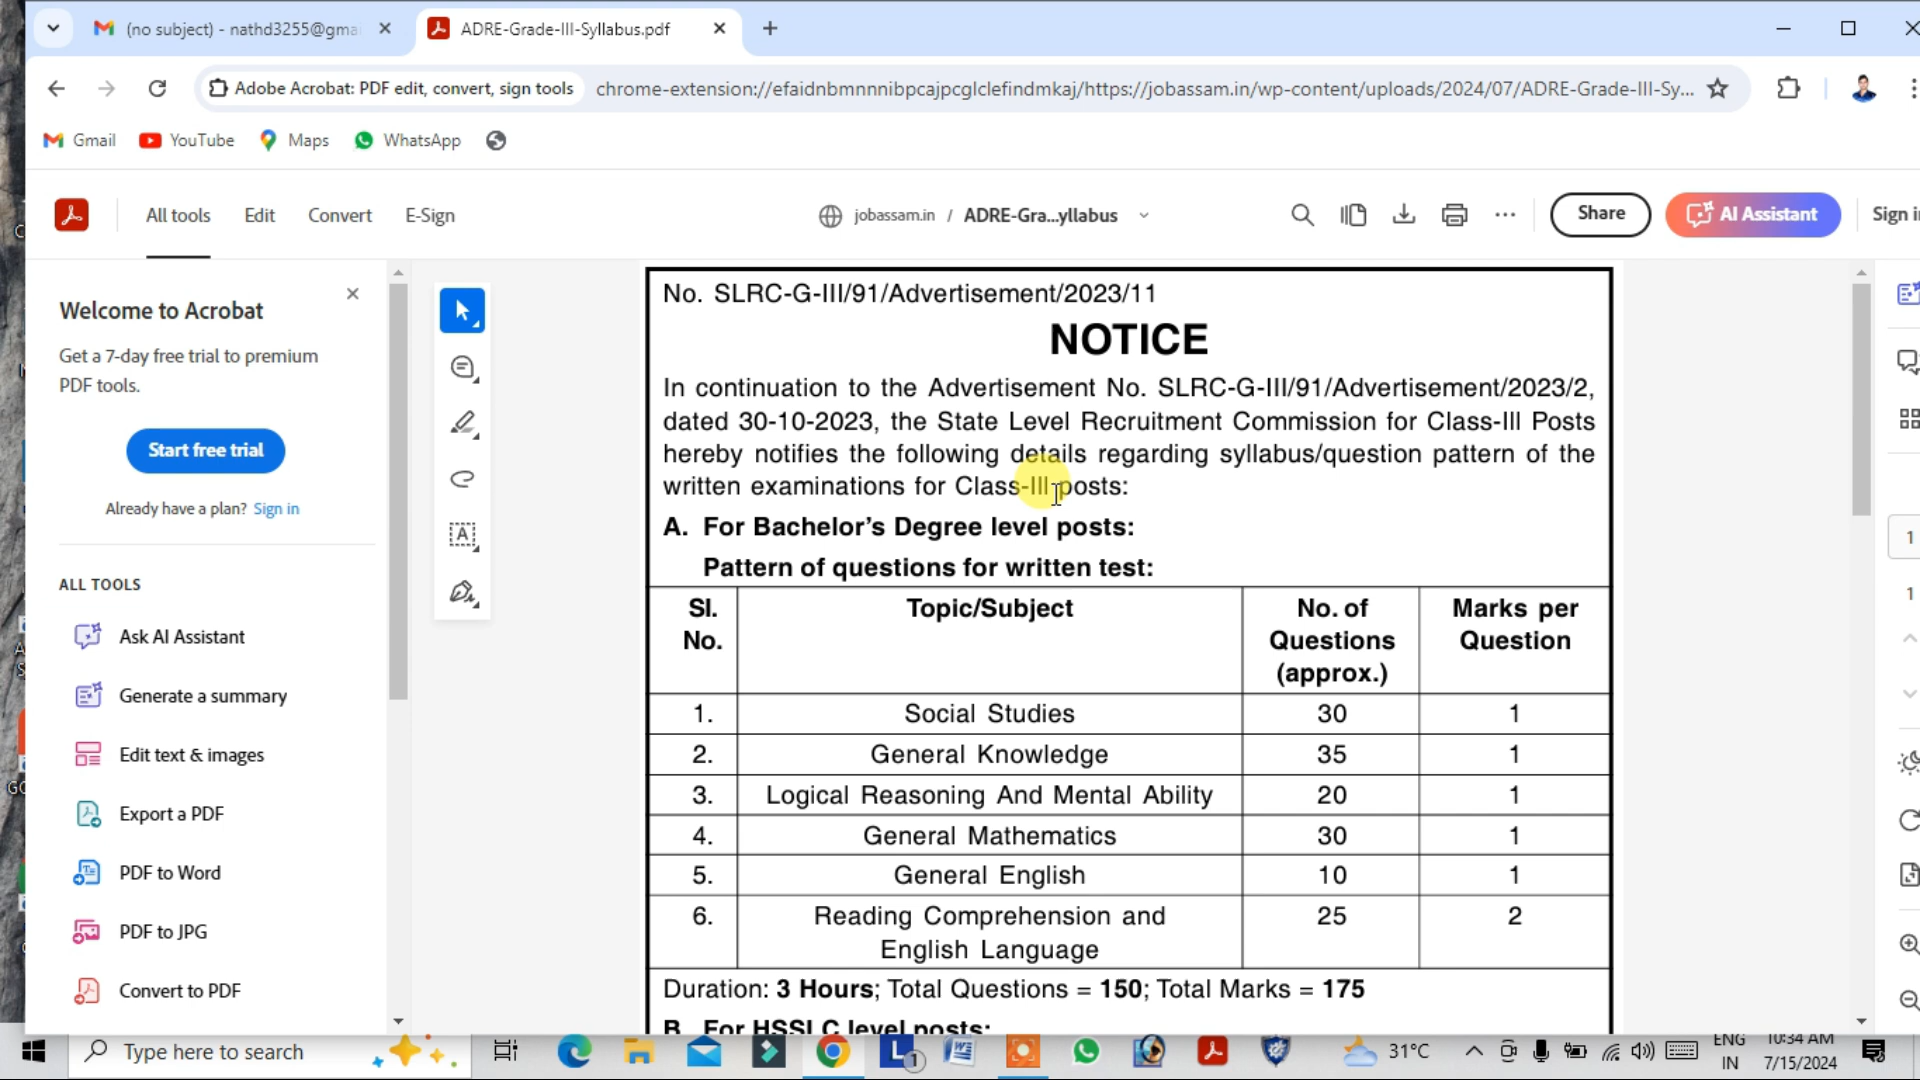 (no subject) - nathd3255@gma
ADRE-Grade-III-Syllabus.pdf
Adobe Acrobat: PDF edit, convert, sign tools
chrome-extension://efaidnbmnnnibpcajpcglclefindmkaj/https://jobassam.in/wp-content/uploads/2024/07/ADRE-Grade-III-Sy...
Gmail
YouTube
Maps
WhatsApp
All tools
Edit
Convert
E-Sign
jobassam.in / ADRE-Gra...yllabus
Share
AI Assistant
Sign i
Welcome to Acrobat
Get a 7-day free trial to premium
PDF tools.
Start free trial
Already have a plan? Sign in
ALL TOOLS
Ask AI Assistant
Generate a summary
Edit text & images
Export a PDF
PDF to Word
PDF to JPG
Convert to PDF
No. SLRC-G-III/91/Advertisement/2023/11
NOTICE
In continuation to the Advertisement No. SLRC-G-III/91/Advertisement/2023/2,
dated 30-10-2023, the State Level Recruitment Commission for Class-III Posts
hereby notifies the following details regarding syllabus/question pattern of the
written examinations for Class-III posts:
A. For Bachelor's Degree level posts:
Pattern of questions for written test:
Sl. No. Topic/Subject No. of Questions (approx.) Marks per Question
1. Social Studies 30 1
2. General Knowledge 35 1
3. Logical Reasoning And Mental Ability 20 1
4. General Mathematics 30 1
5. General English 10 1
6. Reading Comprehension and 25 2
English Language
Duration: 3 Hours; Total Questions = 150; Total Marks = 175
B. For HSSLC level posts:
1
1
Type here to search
31°C
ENG
IN
10:34 AM
7/15/2024